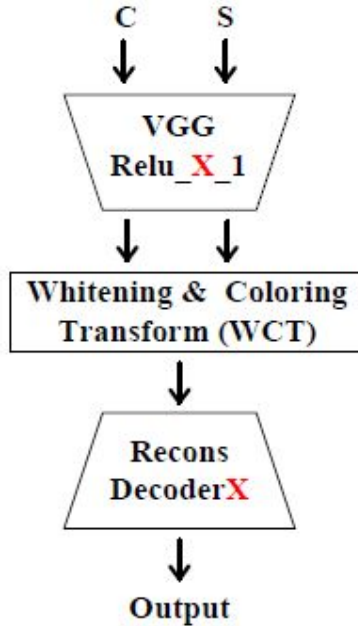 C S
VGG
Relu_X_1
Whitening & Coloring
Transform (WCT)
Recons
DecoderX
Output